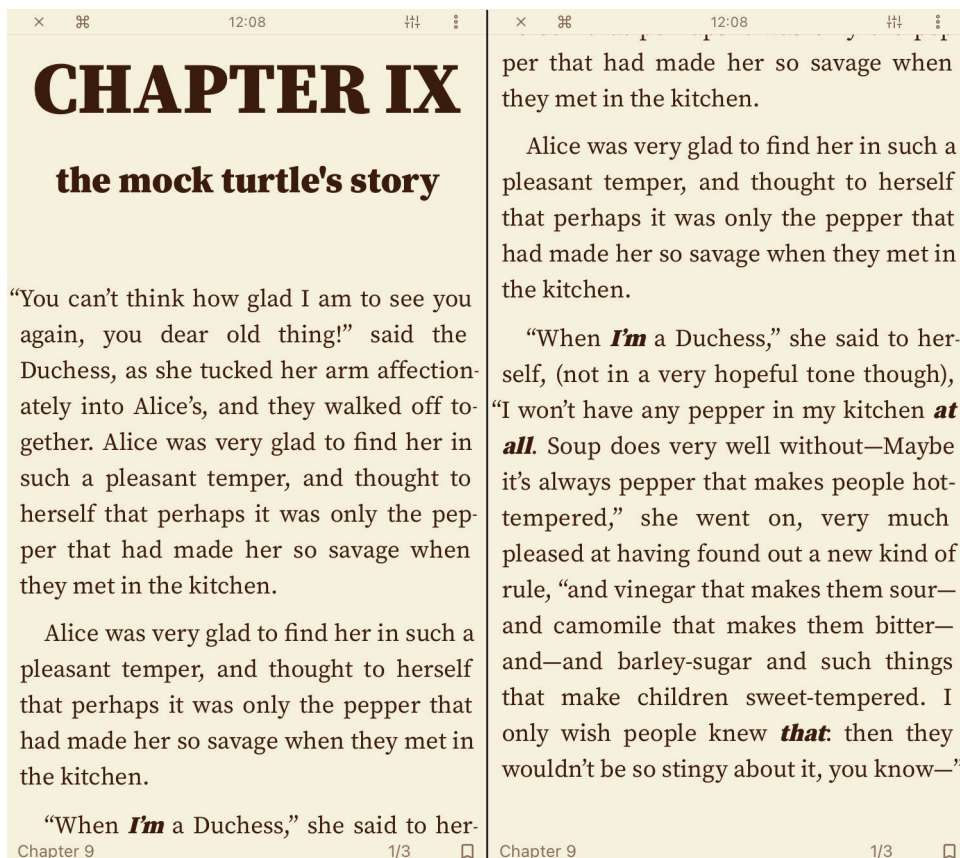 × ⌘ 12:08
CHAPTER IX
the mock turtle's story
“You can’t think how glad I am to see you
again, you dear old thing!” said the
Duchess, as she tucked her arm affection-
ately into Alice’s, and they walked off to-
gether. Alice was very glad to find her in
such a pleasant temper, and thought to
herself that perhaps it was only the pep-
per that had made her so savage when
they met in the kitchen.
Alice was very glad to find her in such a
pleasant temper, and thought to herself
that perhaps it was only the pepper that
had made her so savage when they met in
the kitchen.
“When I’m a Duchess,” she said to her-
Chapter 9 1/3
× ⌘ 12:08
per that had made her so savage when
they met in the kitchen.
Alice was very glad to find her in such a
pleasant temper, and thought to herself
that perhaps it was only the pepper that
had made her so savage when they met in
the kitchen.
“When I’m a Duchess,” she said to her-
self, (not in a very hopeful tone though),
“I won’t have any pepper in my kitchen at
all. Soup does very well without—Maybe
it’s always pepper that makes people hot-
tempered,” she went on, very much
pleased at having found out a new kind of
rule, “and vinegar that makes them sour—
and camomile that makes them bitter—
and—and barley-sugar and such things
that make children sweet-tempered. I
only wish people knew that: then they
wouldn’t be so stingy about it, you know—”
Chapter 9 1/3